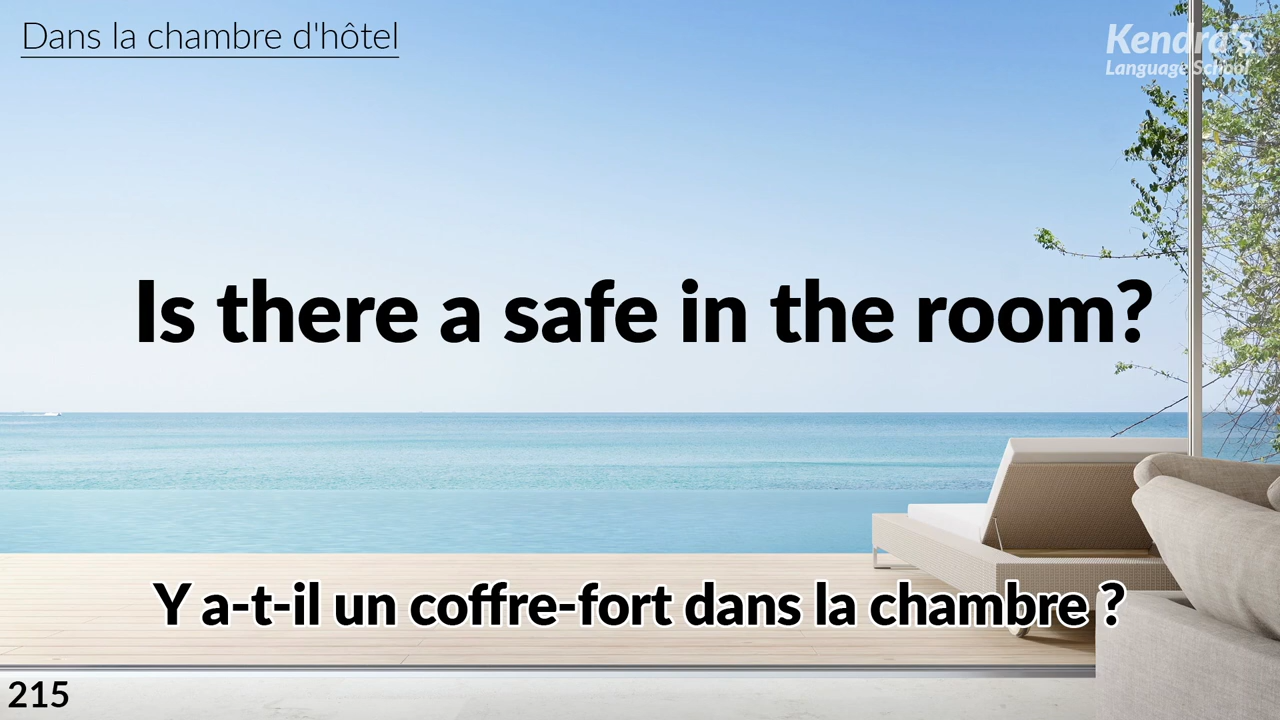 Dans la chambre d'hôtel
Kendra's
Language School
Is there a safe in the room?
Y a-t-il un coffre-fort dans la chambre ?
215